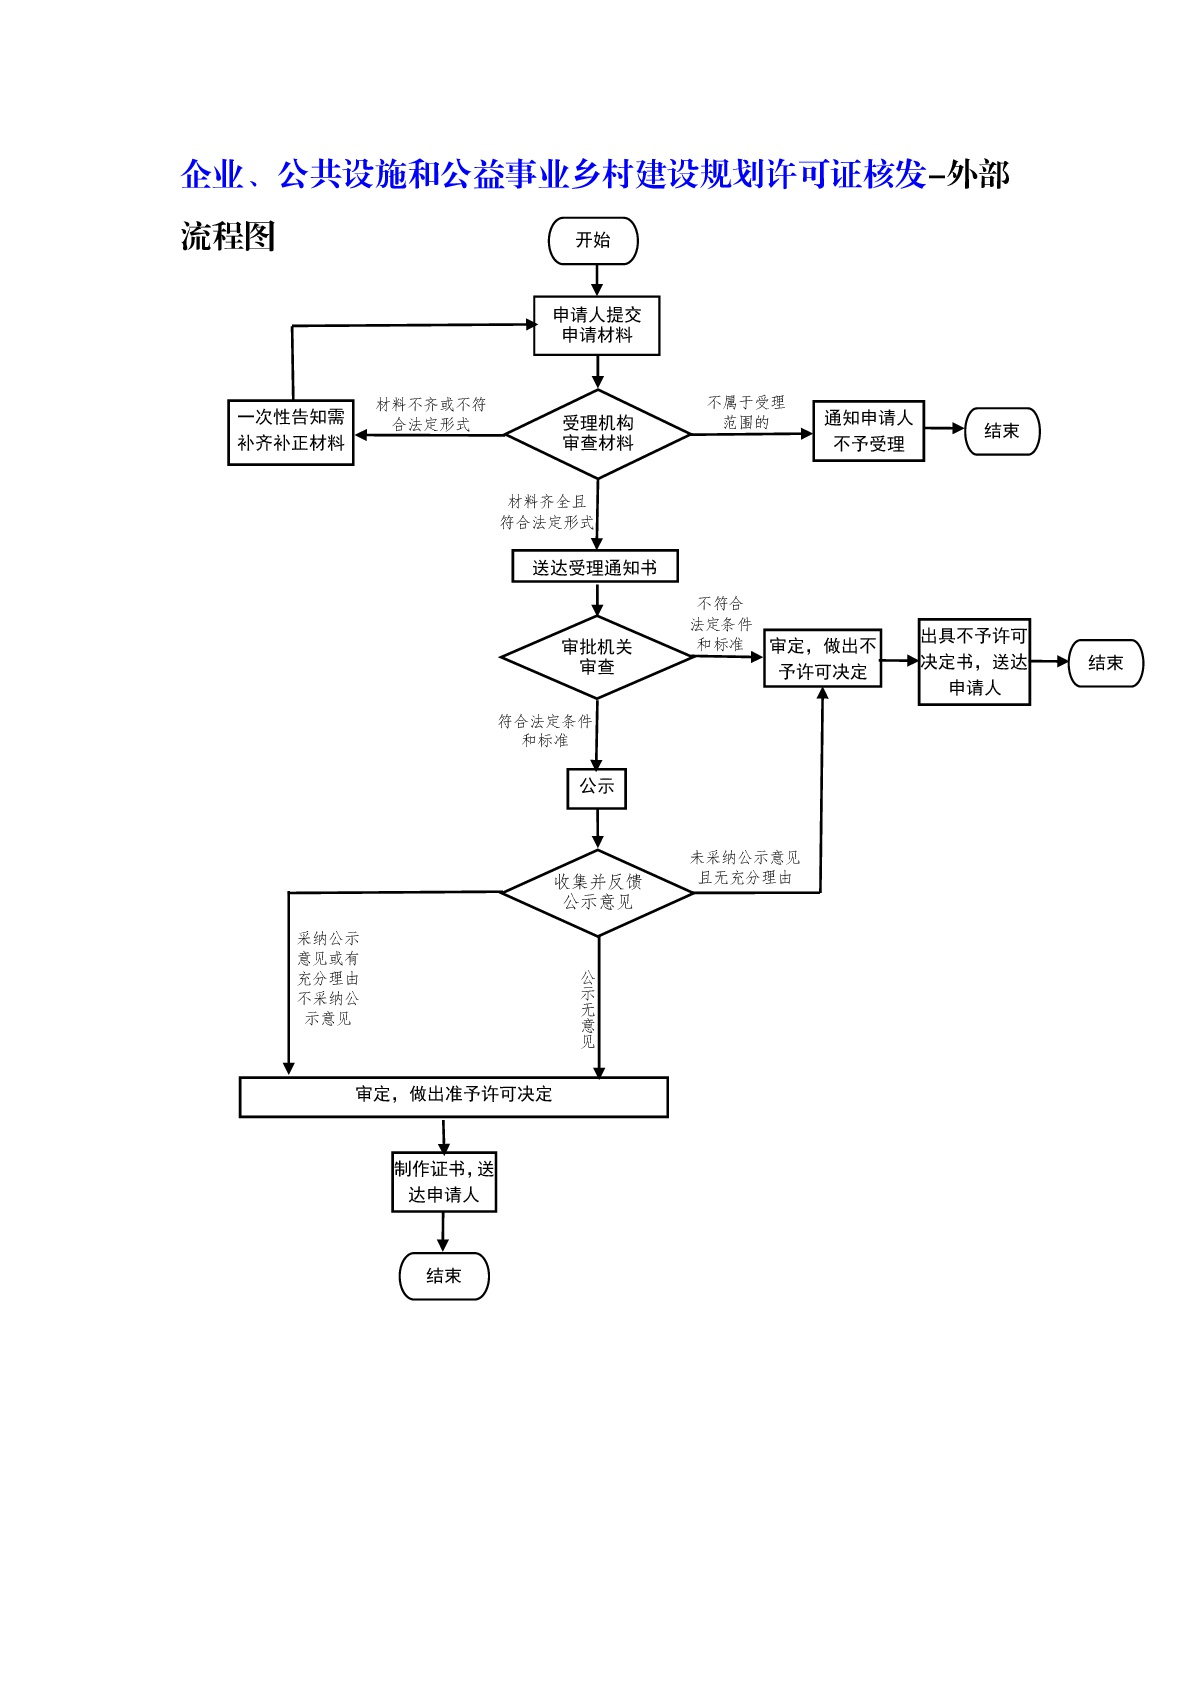 企业、公共设施和公益事业乡村建设规划许可证核发–外部
流程图
开始
申请人提交
申请材料
材料不齐或不符
合法定形式
一次性告知需
补齐补正材料
受理机构
审查材料
不属于受理
范围的
通知申请人
不予受理
结束
材料齐全且
符合法定形式
送达受理通知书
审批机关
审查
不符合
法定条件
和标准
审定，做出不
予许可决定
出具不予许可
决定书，送达
申请人
结束
符合法定条件
和标准
公示
收集并反馈
公示意见
未采纳公示意见
且无充分理由
采纳公示
意见或有
充分理由
不采纳公
示意见
公示无意见
审定，做出准予许可决定
制作证书，送
达申请人
结束